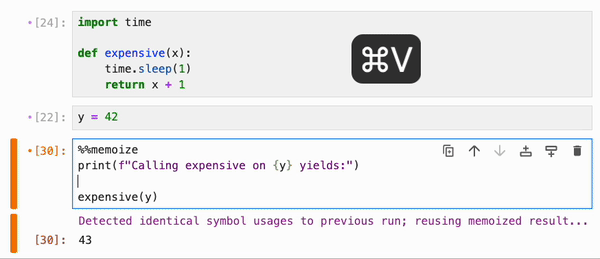 [24]: import time
def expensive(x):
    time.sleep(1)
    return x + 1
⌘V
[22]: y = 42
[30]: %%memoize
print(f"Calling expensive on {y} yields:")
expensive(y)
Detected identical symbol usages to previous run; reusing memoized result...
[30]: 43